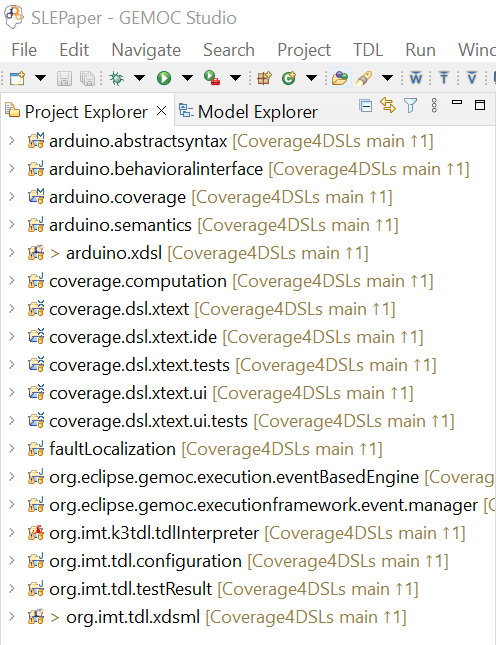 SLEPaper - GEMOC Studio
File Edit Navigate Search Project TDL Run Wind
W T V
Project Explorer Model Explorer
arduino.abstractsyntax [Coverage4DSLs main ↑1]
arduino.behavioralinterface [Coverage4DSLs main ↑1]
arduino.coverage [Coverage4DSLs main ↑1]
arduino.semantics [Coverage4DSLs main ↑1]
> arduino.xdsl [Coverage4DSLs main ↑1]
coverage.computation [Coverage4DSLs main ↑1]
coverage.dsl.xtext [Coverage4DSLs main ↑1]
coverage.dsl.xtext.ide [Coverage4DSLs main ↑1]
coverage.dsl.xtext.tests [Coverage4DSLs main ↑1]
coverage.dsl.xtext.ui [Coverage4DSLs main ↑1]
coverage.dsl.xtext.ui.tests [Coverage4DSLs main ↑1]
faultLocalization [Coverage4DSLs main ↑1]
org.eclipse.gemoc.execution.eventBasedEngine [Coverage4DSLs
org.eclipse.gemoc.executionframework.event.manager [C
org.imt.k3tdl.tdlInterpreter [Coverage4DSLs main ↑1]
org.imt.tdl.configuration [Coverage4DSLs main ↑1]
org.imt.tdl.testResult [Coverage4DSLs main ↑1]
> org.imt.tdl.xdsml [Coverage4DSLs main ↑1]